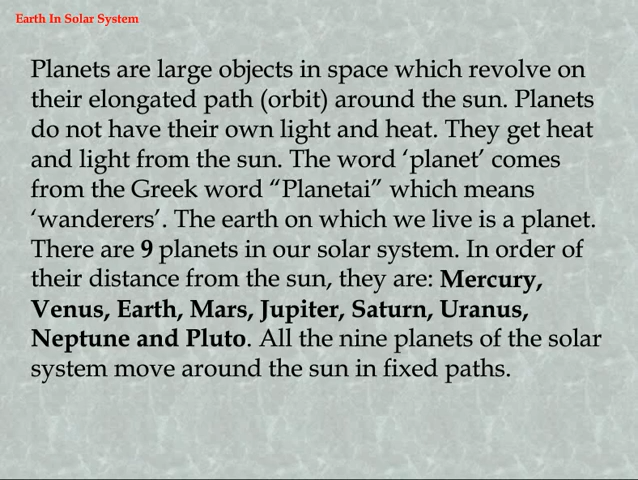 Earth In Solar System
Planets are large objects in space which revolve on
their elongated path (orbit) around the sun. Planets
do not have their own light and heat. They get heat
and light from the sun. The word ‘planet’ comes
from the Greek word “Planetai” which means
‘wanderers’. The earth on which we live is a planet.
There are 9 planets in our solar system. In order of
their distance from the sun, they are: Mercury,
Venus, Earth, Mars, Jupiter, Saturn, Uranus,
Neptune and Pluto. All the nine planets of the solar
system move around the sun in fixed paths.